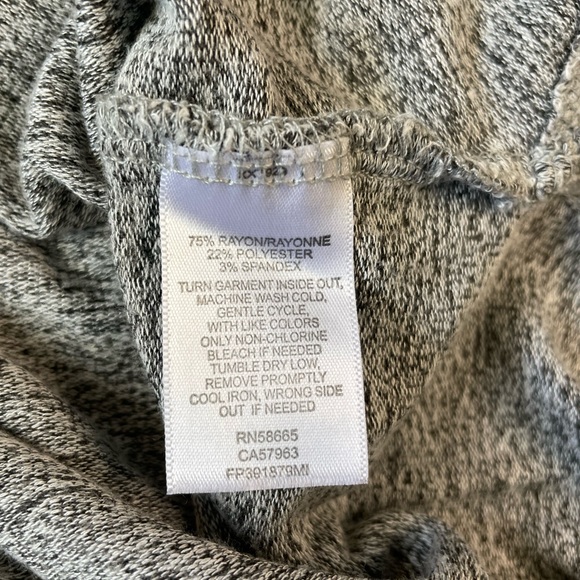 75% RAYON/RAYONNE
22% POLYESTER
3% SPANDEX
TURN GARMENT INSIDE OUT,
MACHINE WASH COLD,
GENTLE CYCLE,
WITH LIKE COLORS
ONLY NON-CHLORINE
BLEACH IF NEEDED
TUMBLE DRY LOW,
REMOVE PROMPTLY
COOL IRON, WRONG SIDE
OUT IF NEEDED
RN58665
CA57963
FP391879MI